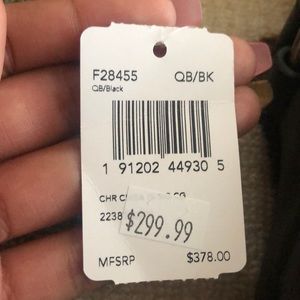 F28455 QB/BK
QB/Black
1 91202 44930 5
CHR
2238
$299.99
MFSRP $378.00